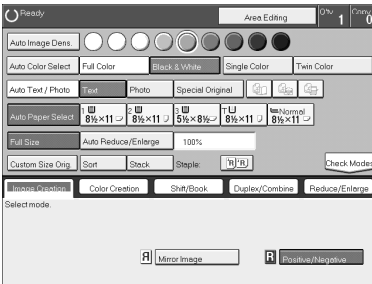 Ready Area Editing Q'ty 1 Copy 0
Auto Image Dens.
Auto Color Select Full Color Black & White Single Color Twin Color
Auto Text / Photo Text Photo Special Original
Auto Paper Select 1 8½×11 2 8½×11 3 5½×8½ T 8½×11 Normal 8½×11
Full Size Auto Reduce/Enlarge 100%
Custom Size Orig. Sort Stack Staple: R R Check Modes
Image Creation Color Creation Shift/Book Duplex/Combine Reduce/Enlarge
Select mode.
R Mirror Image R Positive/Negative